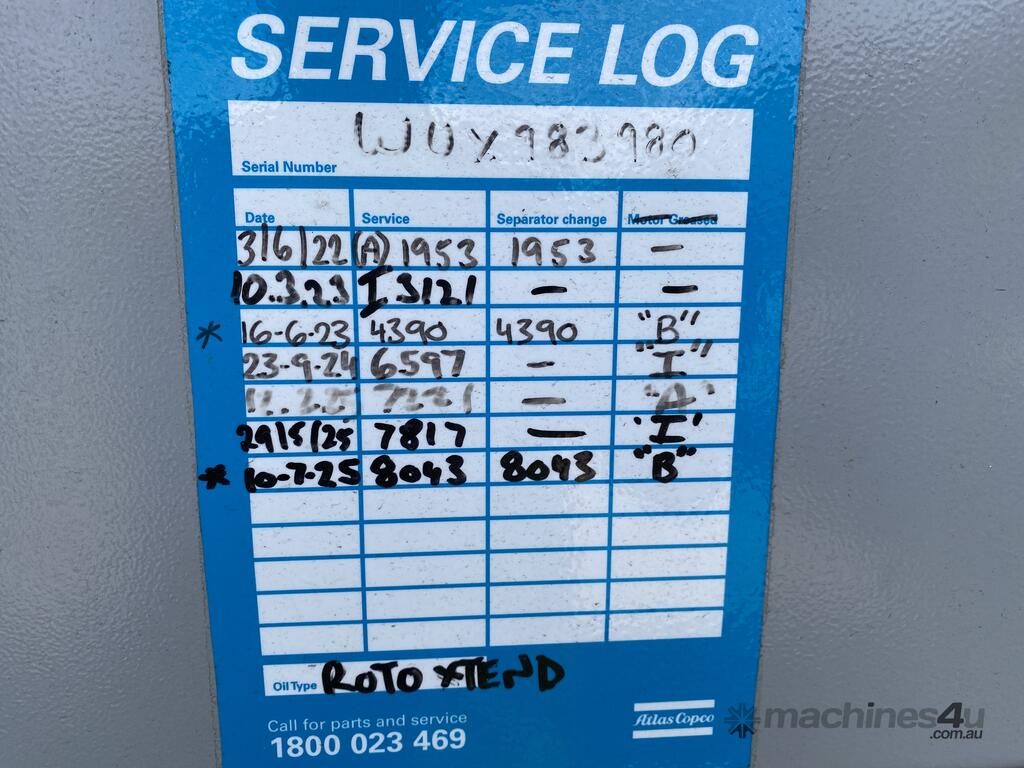 SERVICE LOG
WUX983980
Serial Number
Date Service Separator change Motor Greased
3/6/22 (A) 1953 1953 —
10.3.23 I 3121 — —
* 16-6-23 4390 4390 "B"
23-9-24 6597 — "I"
— "A"
29/5/25 7817 — "I"
* 10-7-25 8043 8043 "B"
Oil Type ROTO XTEND
Call for parts and service
1800 023 469
Atlas Copco
machines4u
.com.au